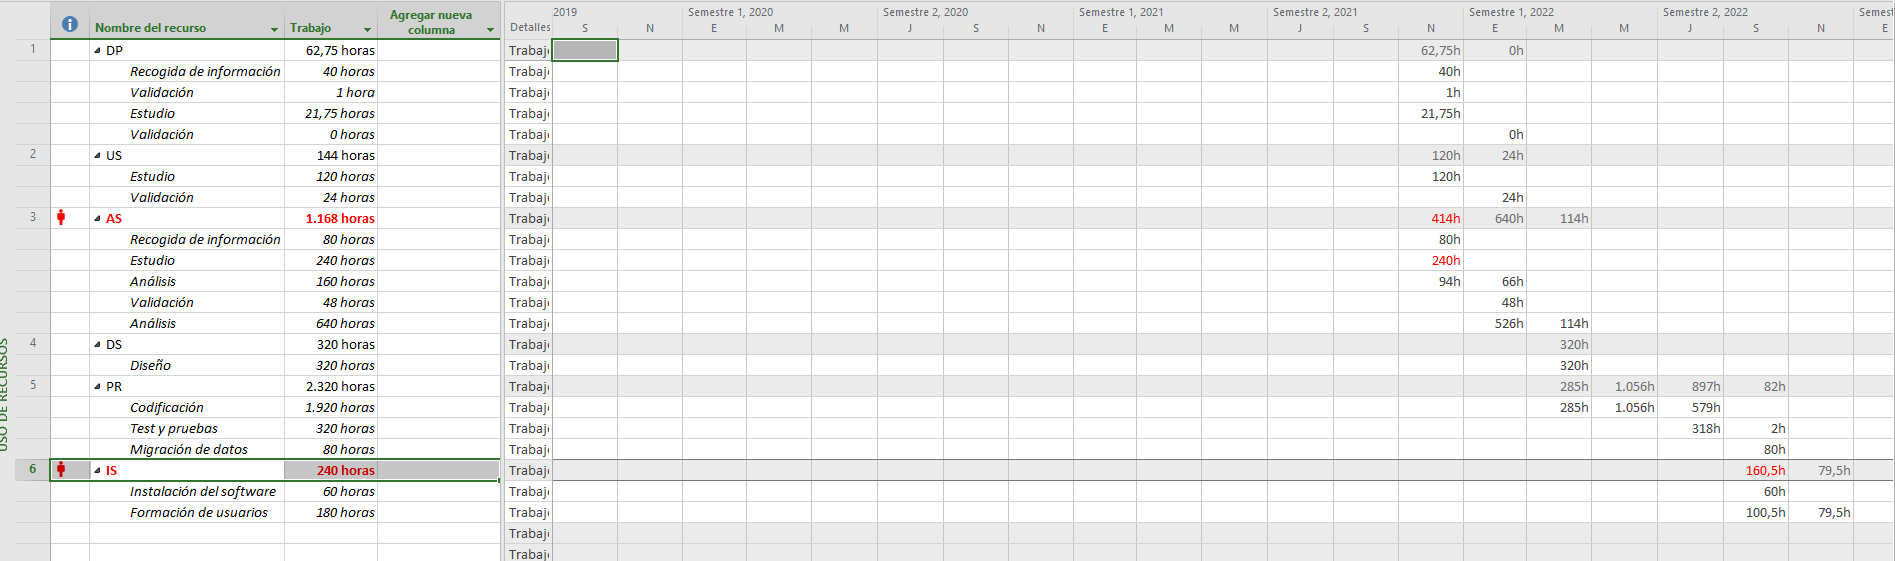 2019 Semestre 1, 2020 Semestre 2, 2020 Semestre 1, 2021 Semestre 2, 2021 Semestre 1, 2022 Semestre 2, 2022 Semest
Nombre del recurso Trabajo Agregar nueva columna Detalles S N E M M J S N E M M J S N E M M J S N E
1 DP 62,75 horas Trabaj 62,75h 0h
Recogida de información 40 horas Trabaj 40h
Validación 1 hora Trabaj 1h
Estudio 21,75 horas Trabaj 21,75h
Validación 0 horas Trabaj 0h
2 US 144 horas Trabaj 120h 24h
Estudio 120 horas Trabaj 120h
Validación 24 horas Trabaj 24h
3 AS 1.168 horas Trabaj 414h 640h 114h
Recogida de información 80 horas Trabaj 80h
Estudio 240 horas Trabaj 240h
Análisis 160 horas Trabaj 94h 66h
Validación 48 horas Trabaj 48h
Análisis 640 horas Trabaj 526h 114h
4 DS 320 horas Trabaj 320h
Diseño 320 horas Trabaj 320h
5 PR 2.320 horas Trabaj 285h 1.056h 897h 82h
Codificación 1.920 horas Trabaj 285h 1.056h 579h
Test y pruebas 320 horas Trabaj 318h 2h
Migración de datos 80 horas Trabaj 80h
6 IS 240 horas Trabaj 160,5h 79,5h
Instalación del software 60 horas Trabaj 60h
Formación de usuarios 180 horas Trabaj 100,5h 79,5h
Trabaj
Trabaj
USO DE RECURSOS